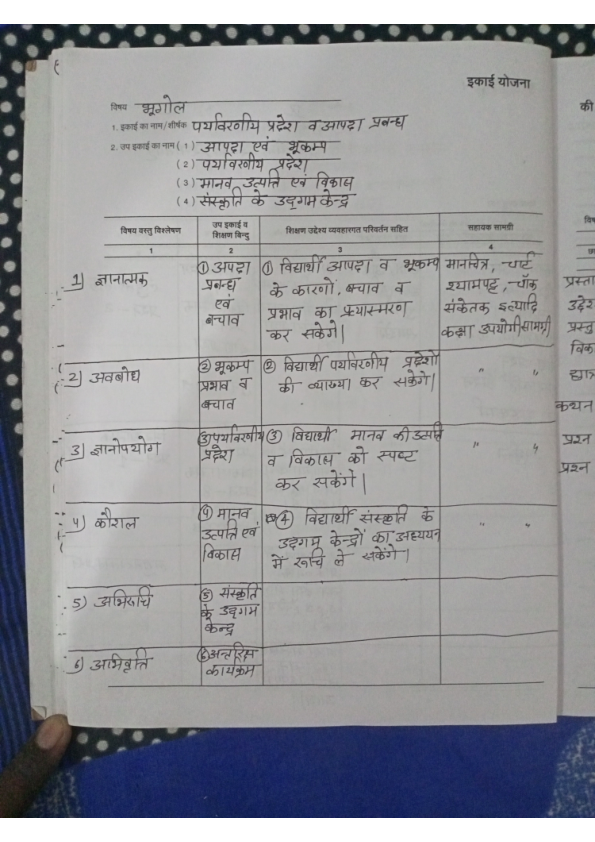 ९
इकाई योजना
विषय भूगोल
1. इकाई का नाम/शीर्षक पर्यावरणीय प्रदेश व आपदा प्रबन्ध
2. उप इकाई का नाम (1) आपदा एवं भूकम्प
(2) पर्यावरणीय प्रदेश
(3) मानव उत्पत्ति एवं विकास
(4) संस्कृति के उद्गम केन्द्र
विषय वस्तु विश्लेषण
उप इकाई व शिक्षण बिन्दु
शिक्षण उद्देश्य व्यवहारगत परिवर्तन सहित
सहायक सामग्री
1 2 3 4
1) ज्ञानात्मक
① आपदा
प्रबन्ध
एवं
बचाव
① विद्यार्थी आपदा व भूकम्प
के कारणों, बचाव व
प्रभाव का प्रत्यास्मरण
कर सकेंगे।
मानचित्र, चार्ट
श्यामपट्ट, चॉक
संकेतक इत्यादि
कक्षा उपयोगी सामग्री
2) अवबोध
② भूकम्प
प्रभाव व
बचाव
② विद्यार्थी पर्यावरणीय प्रदेशों
की व्याख्या कर सकेंगे।
" "
3) ज्ञानोपयोग
③ पर्यावरणीय
प्रदेश
③ विद्यार्थी मानव की उत्पत्ति
व विकास को स्पष्ट
कर सकेंगे।
" "
4) कौशल
④ मानव
उत्पत्ति एवं
विकास
④ विद्यार्थी संस्कृति के
उद्गम केन्द्रों का अध्ययन
में रूचि ले सकेंगे।
" "
5) अभिरुचि
⑤ संस्कृति
के उद्गम
केन्द्र
6) अभिवृत्ति
⑥ अन्तरिक्ष
कार्यक्रम
की
विष
प्रस्ता
उद्देश
प्रस्तु
विक
छात्र
कथन
प्रश्न
प्रश्न